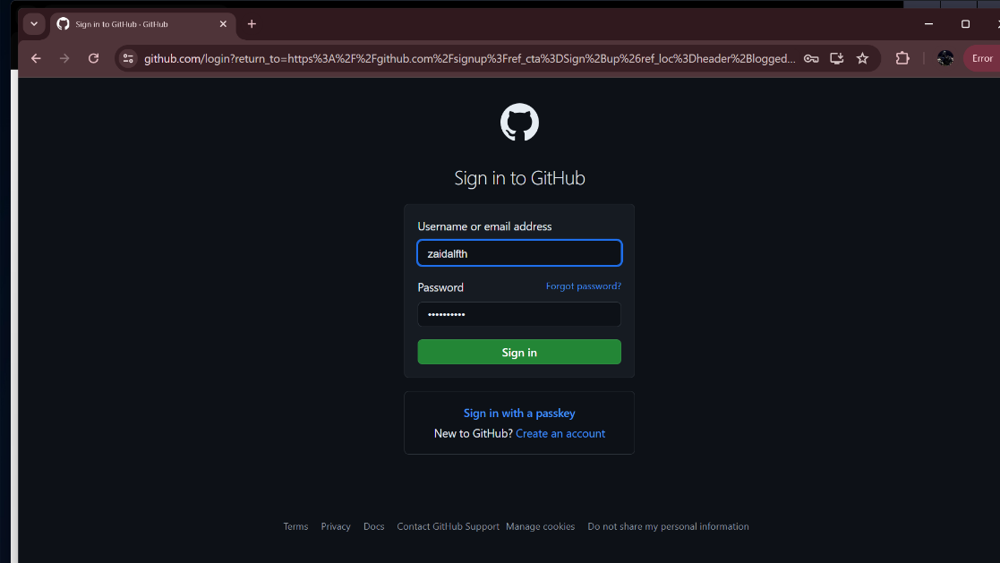 Sign in to GitHub · GitHub
github.com/login?return_to=https%3A%2F%2Fgithub.com%2Fsignup%3Fref_cta%3DSign%2Bup%26ref_loc%3Dheader%2Blogged...
Error
Sign in to GitHub
Username or email address
zaidalfth
Password Forgot password?
••••••••••
Sign in
Sign in with a passkey
New to GitHub? Create an account
Terms Privacy Docs Contact GitHub Support Manage cookies Do not share my personal information